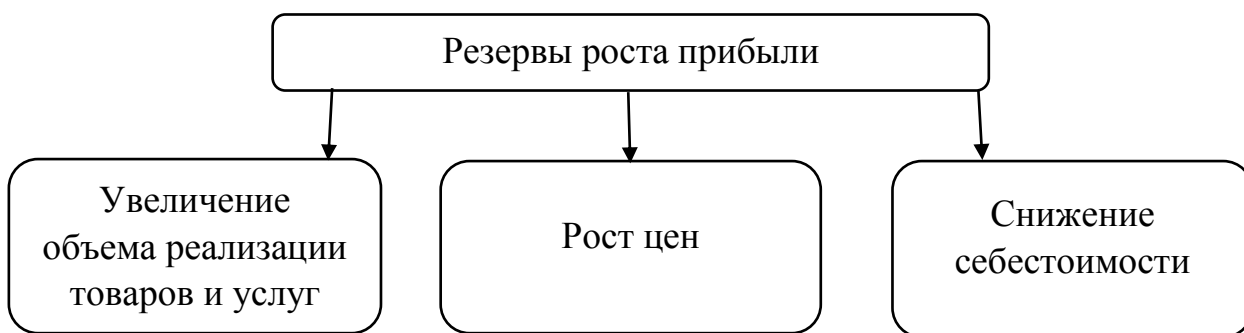 Резервы роста прибыли
Увеличение
объема реализации
товаров и услуг
Рост цен
Снижение
себестоимости